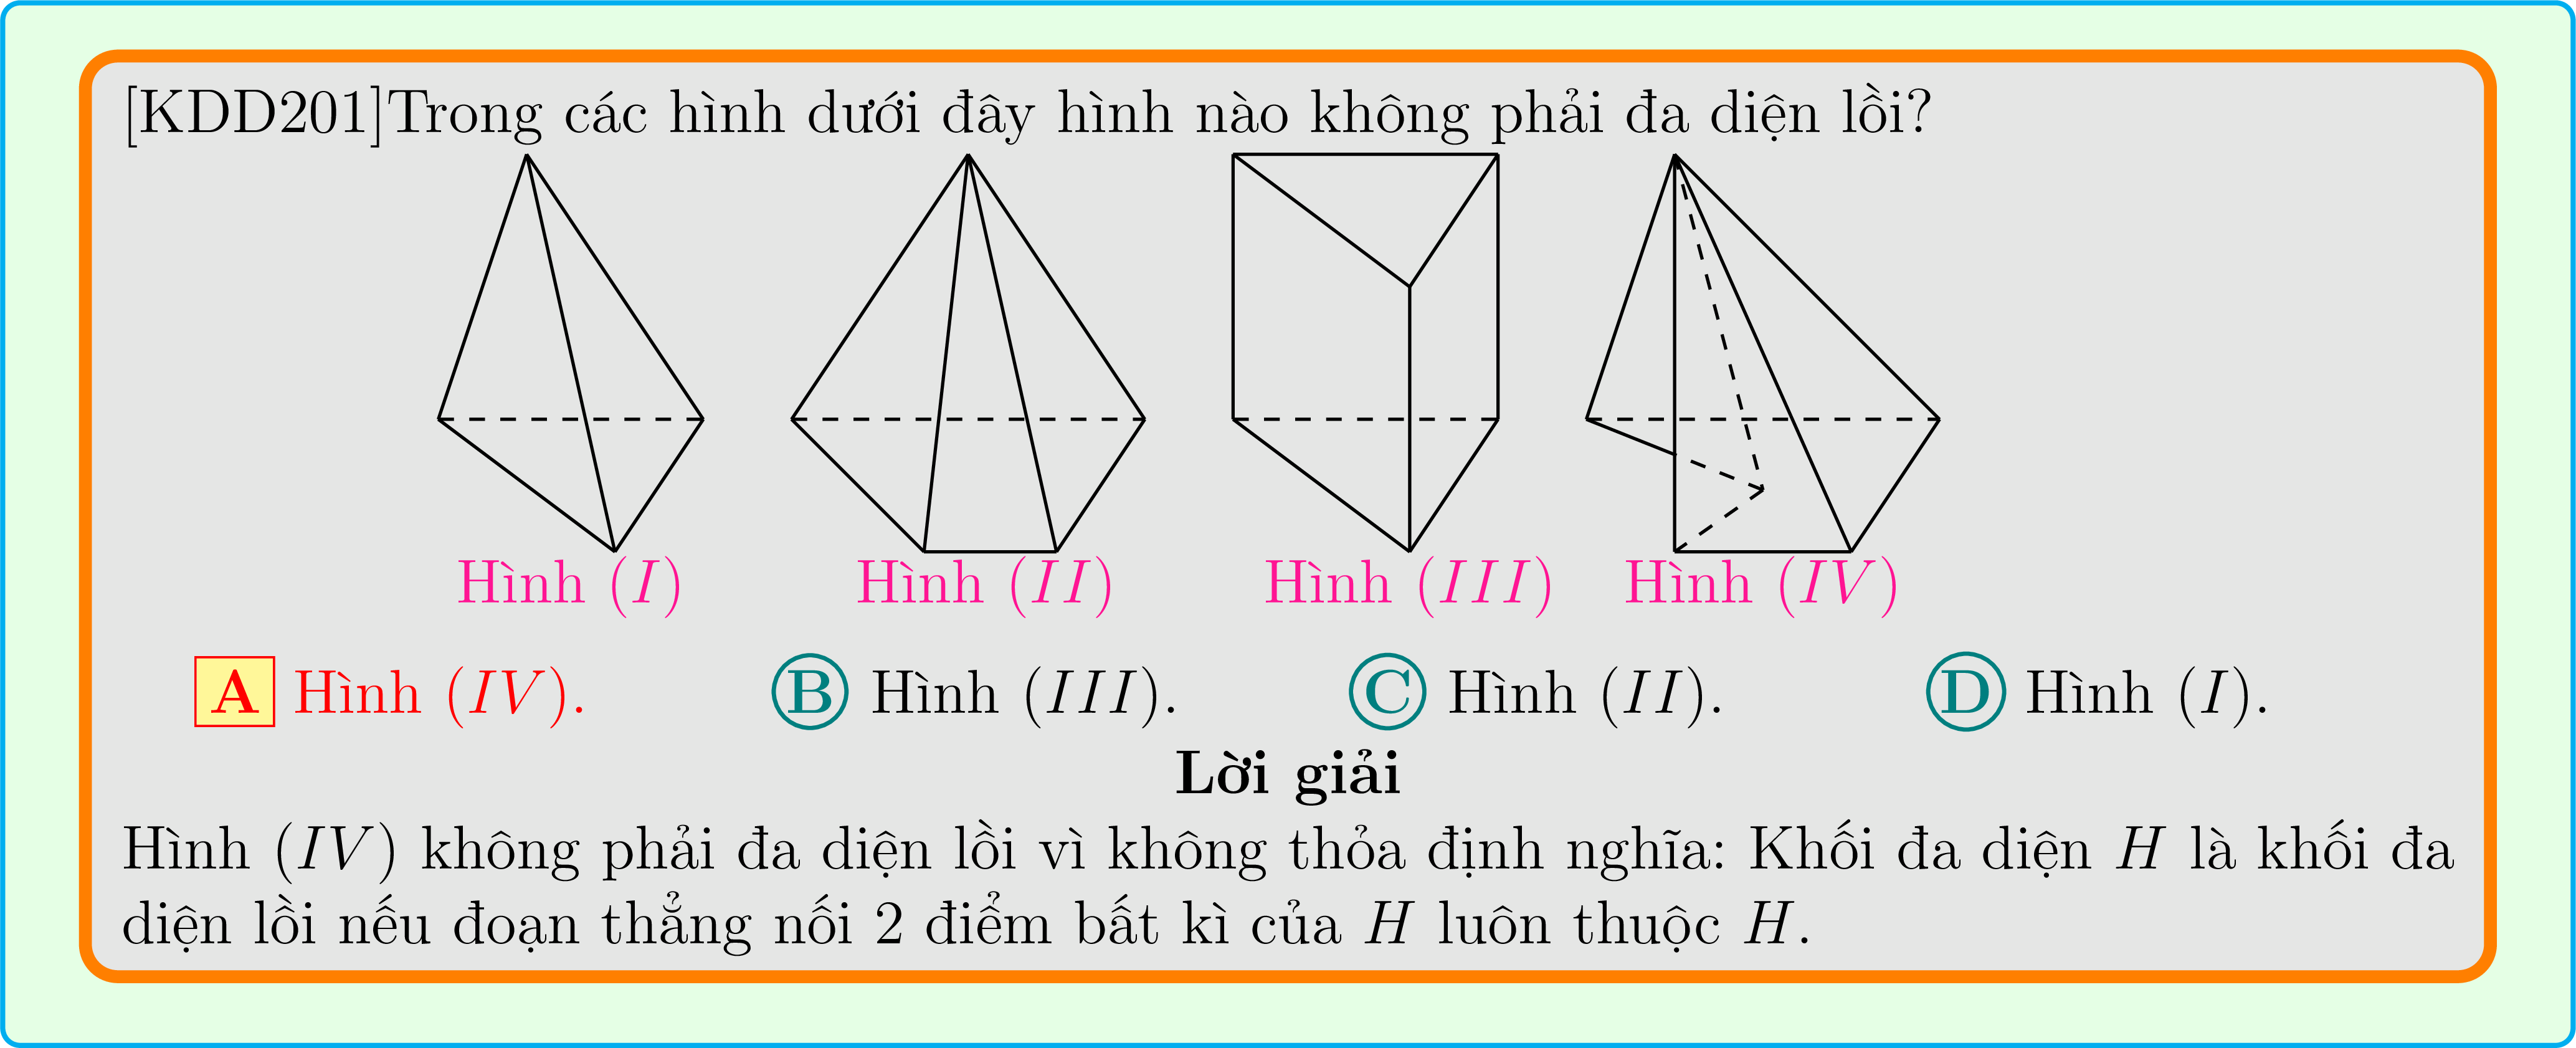 [KDD201]Trong các hình dưới đây hình nào không phải đa diện lồi?
Hình (I) Hình (II) Hình (III) Hình (IV)
A Hình (IV). B Hình (III). C Hình (II). D Hình (I).
Lời giải
Hình (IV) không phải đa diện lồi vì không thỏa định nghĩa: Khối đa diện H là khối đa
diện lồi nếu đoạn thẳng nối 2 điểm bất kì của H luôn thuộc H.